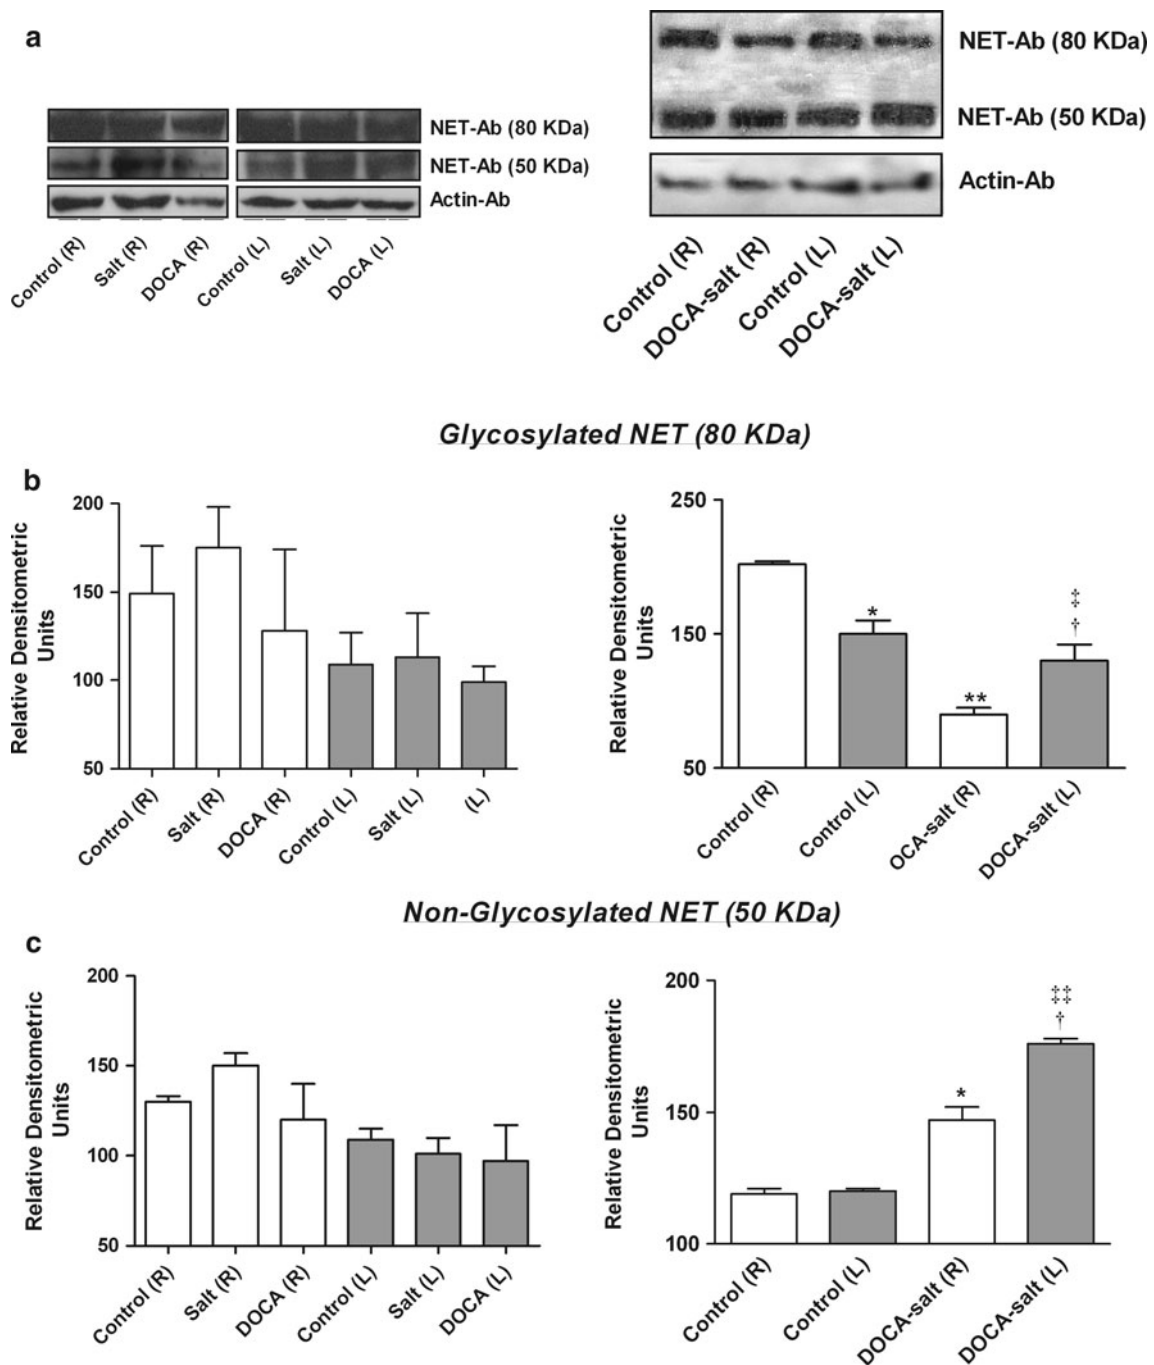 a
NET-Ab (80 KDa)
NET-Ab (50 KDa)
Actin-Ab
Control (R)
Salt (R)
DOCA (R)
Control (L)
Salt (L)
DOCA (L)
NET-Ab (80 KDa)
NET-Ab (50 KDa)
Actin-Ab
Control (R)
DOCA-salt (R)
Control (L)
DOCA-salt (L)
Glycosylated NET (80 KDa)
b
Relative Densitometric
Units
200
150
100
50
Control (R)
Salt (R)
DOCA (R)
Control (L)
Salt (L)
(L)
Relative Densitometric
Units
250
150
50
*
**
‡
†
Control (R)
Control (L)
OCA-salt (R)
DOCA-salt (L)
Non-Glycosylated NET (50 KDa)
c
Relative Densitometric
Units
200
150
100
50
Control (R)
Salt (R)
DOCA (R)
Control (L)
Salt (L)
DOCA (L)
Relative Densitometric
Units
200
150
100
*
‡‡
†
Control (R)
Control (L)
DOCA-salt (R)
DOCA-salt (L)